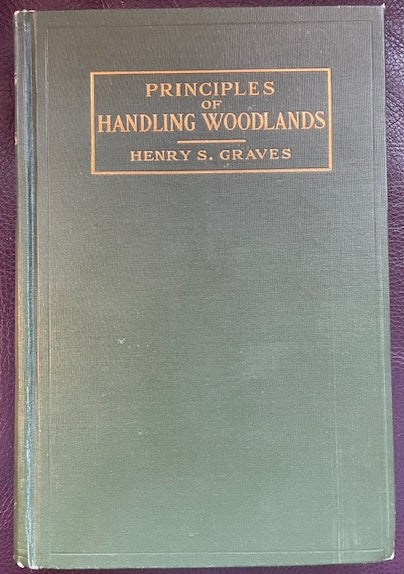 PRINCIPLES
OF
HANDLING WOODLANDS
HENRY S. GRAVES